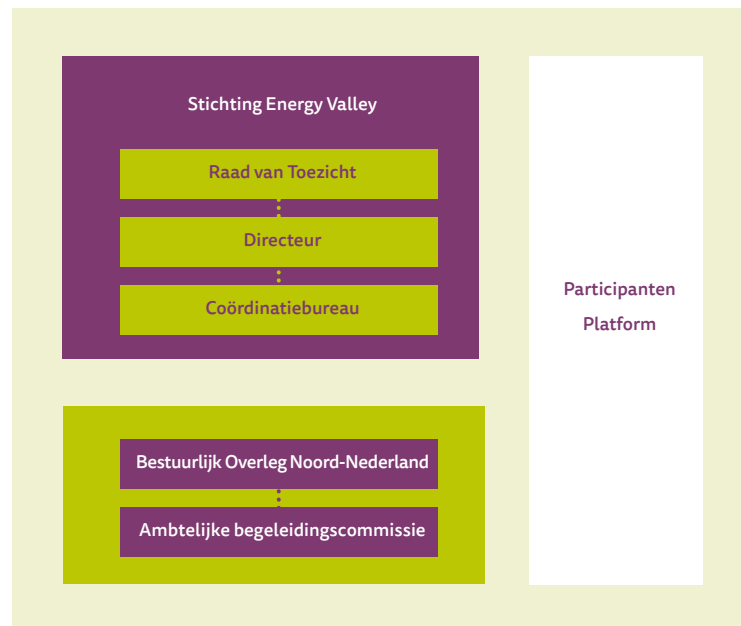 Stichting Energy Valley
Raad van Toezicht
Directeur
Coördinatiebureau
Bestuurlijk Overleg Noord-Nederland
Ambtelijke begeleidingscommissie
Participanten
Platform